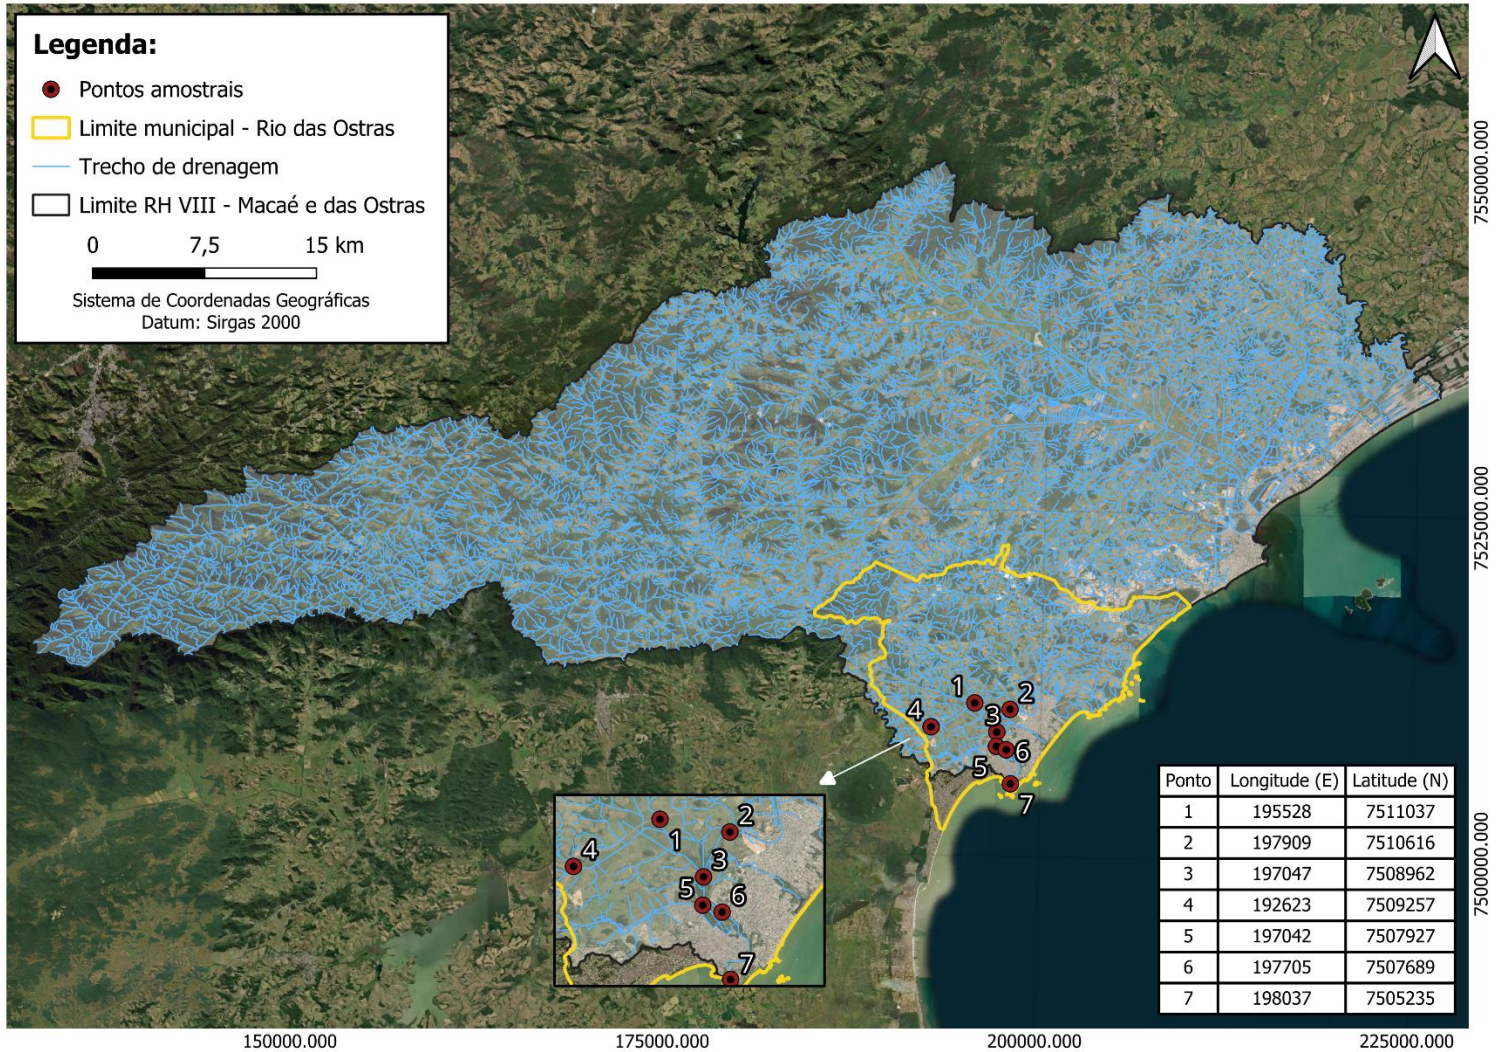 Legenda:
Pontos amostrais
Limite municipal - Rio das Ostras
Trecho de drenagem
Limite RH VIII - Macaé e das Ostras
0 7,5 15 km
Sistema de Coordenadas Geográficas
Datum: Sirgas 2000
7550000.000
7525000.000
7500000.000
1
2
3
4
5
6
7
1
2
3
4
5
6
7
Ponto Longitude (E) Latitude (N)
1 195528 7511037
2 197909 7510616
3 197047 7508962
4 192623 7509257
5 197042 7507927
6 197705 7507689
7 198037 7505235
150000.000 175000.000 200000.000 225000.000